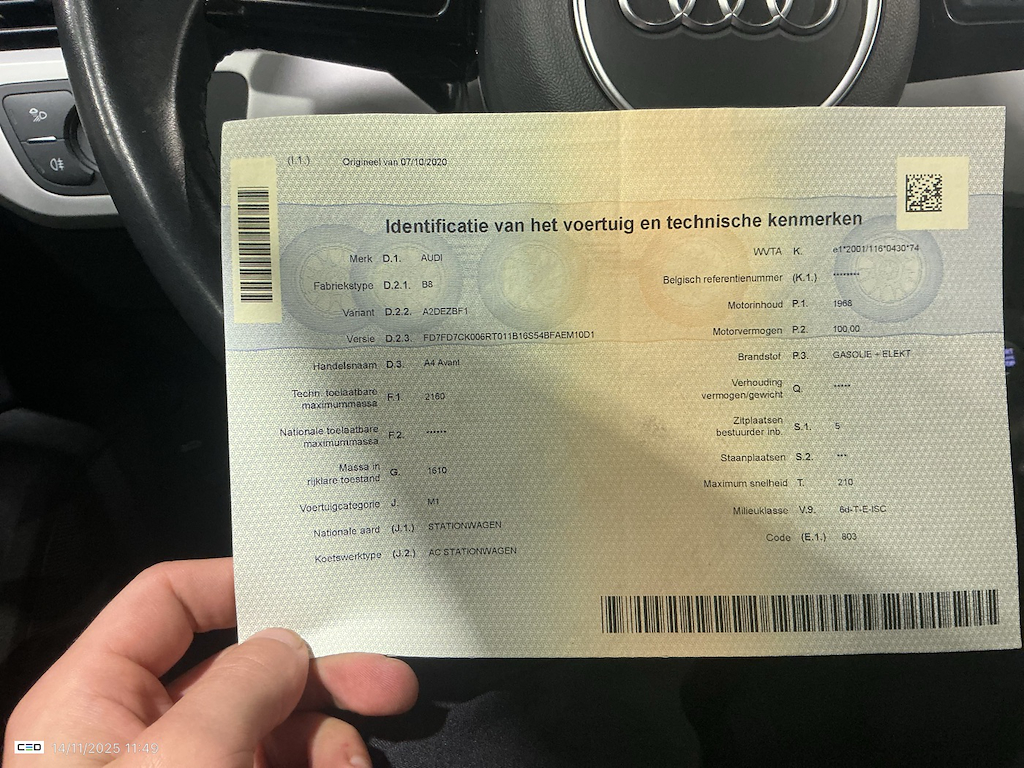 (I.1.) Origineel van 07/10/2020
Identificatie van het voertuig en technische kenmerken
Merk D.1. AUDI
Fabriekstype D.2.1. B8
Variant D.2.2. A2DEZBF1
Versie D.2.3. FD7FD7CK006RT011B16S54BFAEM10D1
Handelsnaam D.3. A4 Avant
Techn. toelaatbare
maximummassa F.1. 2160
Nationale toelaatbare
maximummassa F.2. ******
Massa in
rijklare toestand G. 1610
Voertuigcategorie J. M1
Nationale aard (J.1.) STATIONWAGEN
Koetswerktype (J.2.) AC STATIONWAGEN
WVTA K. e1*2001/116*0430*74
Belgisch referentienummer (K.1.) ********
Motorinhoud P.1. 1968
Motorvermogen P.2. 100,00
Brandstof P.3. GASOLIE + ELEKT
Verhouding
vermogen/gewicht Q. *****
Zitplaatsen
bestuurder inb. S.1. 5
Staanplaatsen S.2. ***
Maximum snelheid T. 210
Milieuklasse V.9. 6d-T-E-ISC
Code (E.1.) 803
CEO 14/11/2025 11:49